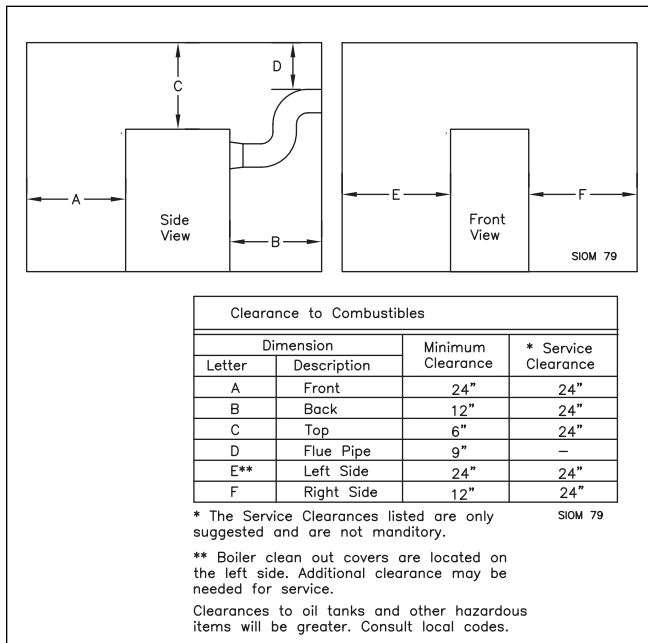 C
D
A
Side
View
B
E
Front
View
F
SIOM 79
Clearance to Combustibles
Dimension
Minimum
Clearance
* Service
Clearance
Letter Description
A Front 24" 24"
B Back 12" 24"
C Top 6" 24"
D Flue Pipe 9" –
E** Left Side 24" 24"
F Right Side 12" 24"
* The Service Clearances listed are only
suggested and are not manditory.
SIOM 79
** Boiler clean out covers are located on
the left side. Additional clearance may be
needed for service.
Clearances to oil tanks and other hazardous
items will be greater. Consult local codes.